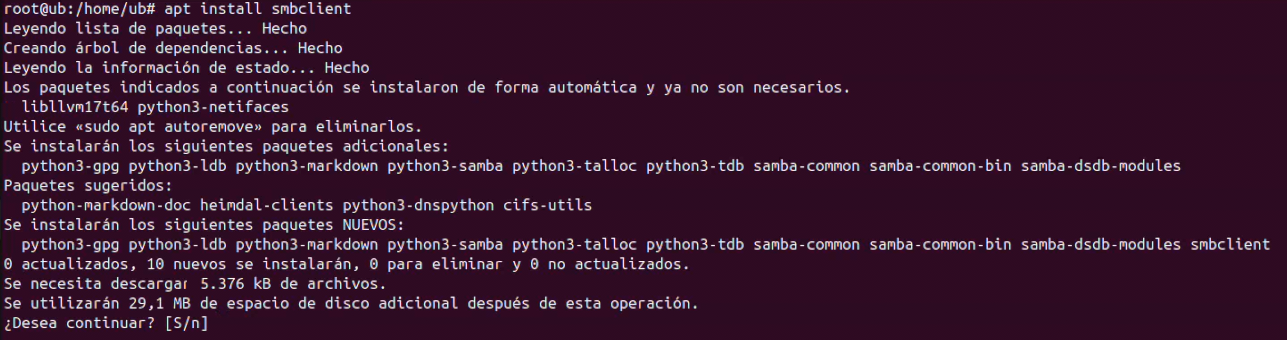 root@ub:/home/ub# apt install smbclient
Leyendo lista de paquetes... Hecho
Creando árbol de dependencias... Hecho
Leyendo la información de estado... Hecho
Los paquetes indicados a continuación se instalaron de forma automática y ya no son necesarios.
  libllvm17t64 python3-netifaces
Utilice «sudo apt autoremove» para eliminarlos.
Se instalarán los siguientes paquetes adicionales:
  python3-gpg python3-ldb python3-markdown python3-samba python3-talloc python3-tdb samba-common samba-common-bin samba-dsdb-modules
Paquetes sugeridos:
  python-markdown-doc heimdal-clients python3-dnspython cifs-utils
Se instalarán los siguientes paquetes NUEVOS:
  python3-gpg python3-ldb python3-markdown python3-samba python3-talloc python3-tdb samba-common samba-common-bin samba-dsdb-modules smbclient
0 actualizados, 10 nuevos se instalarán, 0 para eliminar y 0 no actualizados.
Se necesita descargar 5.376 kB de archivos.
Se utilizarán 29,1 MB de espacio de disco adicional después de esta operación.
¿Desea continuar? [S/n]